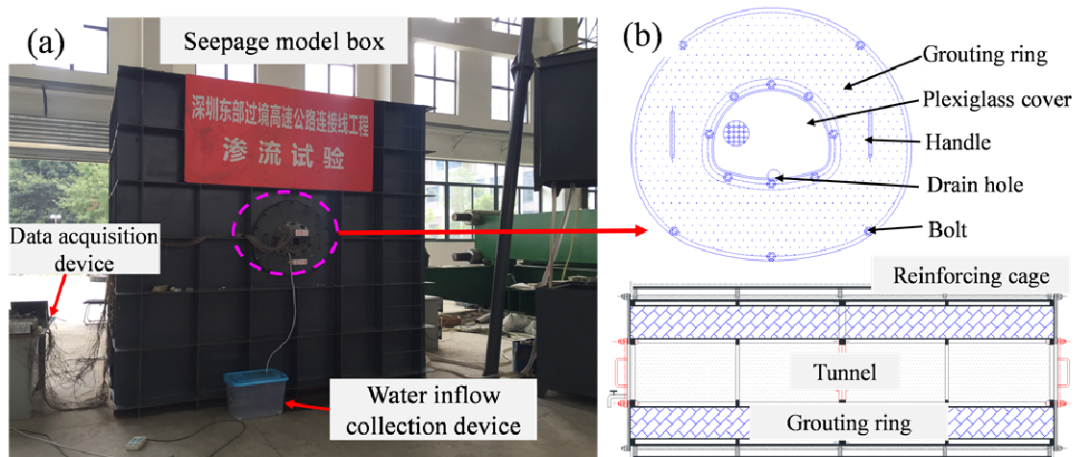 (a)
Seepage model box
深圳东部过境高速公路连接线工程
渗流试验
Data acquisition
device
Water inflow
collection device
(b)
Grouting ring
Plexiglass cover
Handle
Drain hole
Bolt
Reinforcing cage
Tunnel
Grouting ring